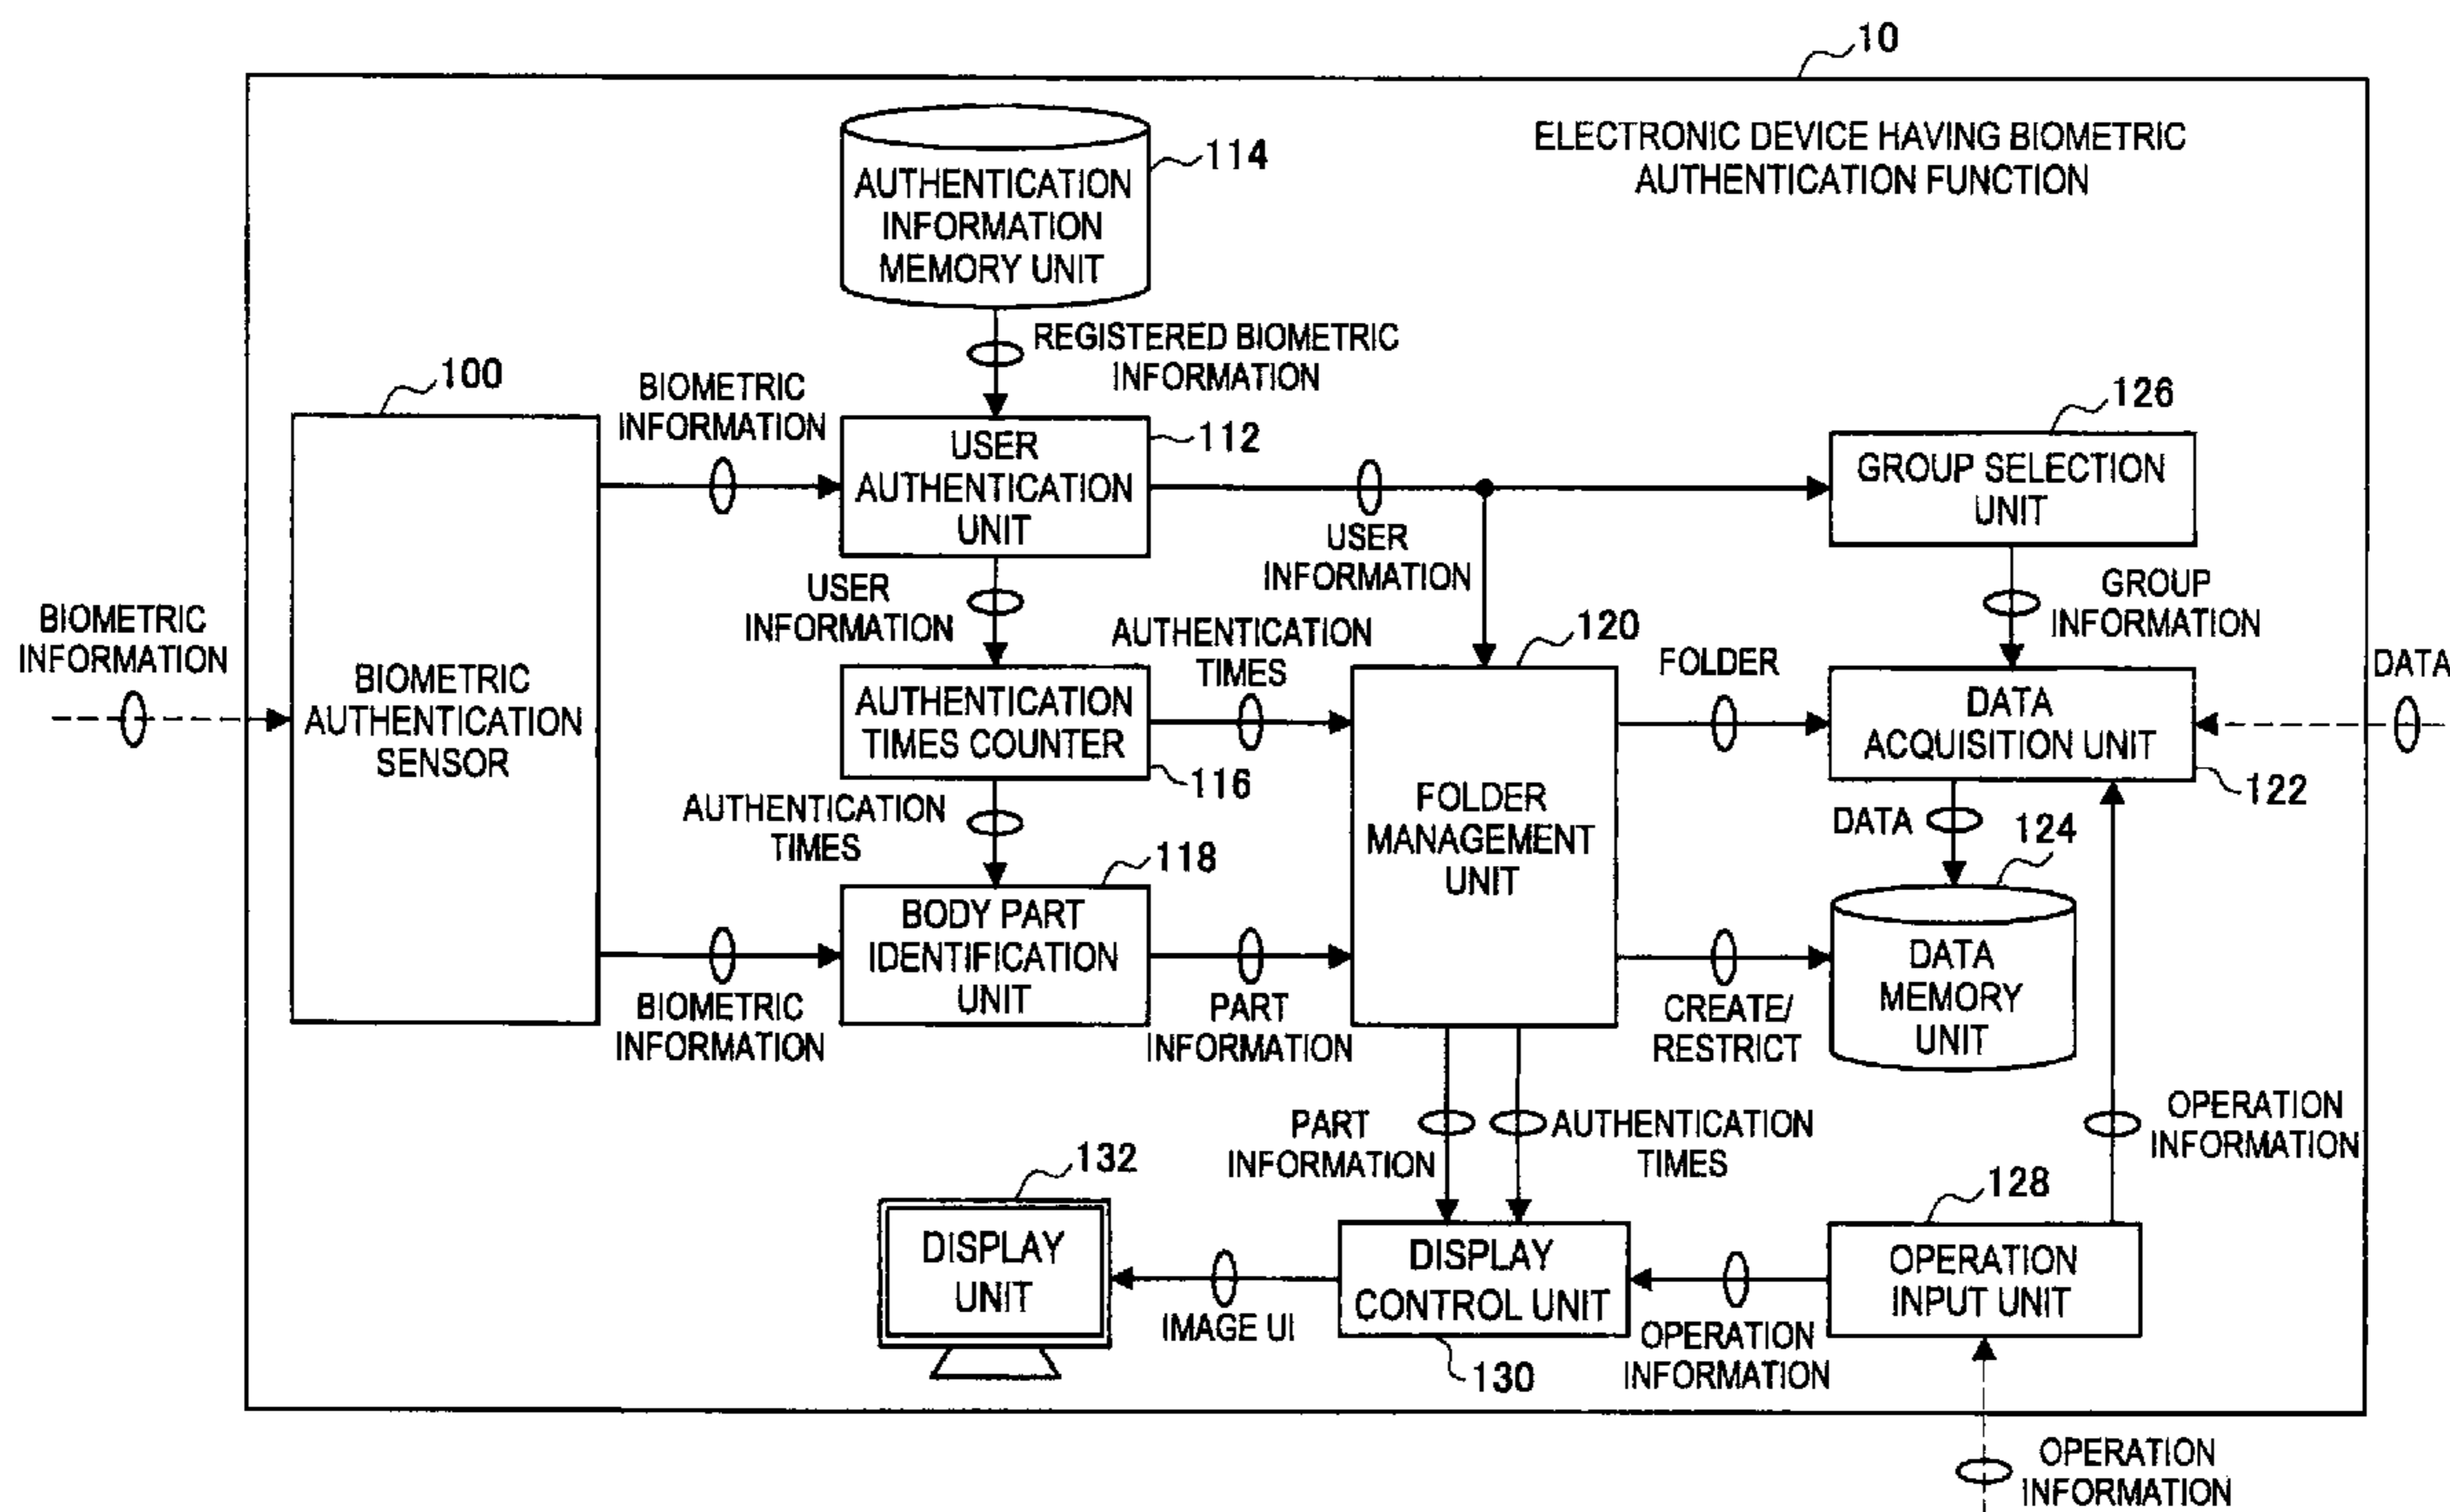 10
ELECTRONIC DEVICE HAVING BIOMETRIC
AUTHENTICATION FUNCTION
114
AUTHENTICATION
INFORMATION
MEMORY UNIT
REGISTERED BIOMETRIC
INFORMATION
100
BIOMETRIC
INFORMATION
112
USER
AUTHENTICATION
UNIT
126
GROUP SELECTION
UNIT
USER
INFORMATION
USER
INFORMATION
GROUP
INFORMATION
BIOMETRIC
INFORMATION
BIOMETRIC
AUTHENTICATION
SENSOR
AUTHENTICATION
TIMES
120
FOLDER
DATA
AUTHENTICATION
TIMES COUNTER
116
DATA
ACQUISITION UNIT
122
FOLDER
MANAGEMENT
UNIT
AUTHENTICATION
TIMES
DATA
124
118
BODY PART
IDENTIFICATION
UNIT
DATA
MEMORY
UNIT
BIOMETRIC
INFORMATION
PART
INFORMATION
CREATE/
RESTRICT
PART
INFORMATION
AUTHENTICATION
TIMES
OPERATION
INFORMATION
132
DISPLAY
UNIT
IMAGE UI
DISPLAY
CONTROL UNIT
130
128
OPERATION
INPUT UNIT
OPERATION
INFORMATION
OPERATION
INFORMATION